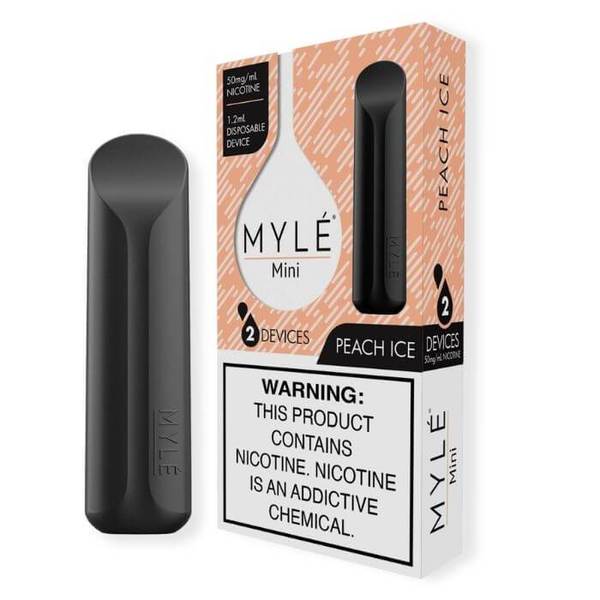 50mg/mL
NICOTINE
1.2mL
DISPOSABLE
DEVICE
MYLÉ®
Mini
2 DEVICES
PEACH ICE
WARNING:
THIS PRODUCT
CONTAINS
NICOTINE. NICOTINE
IS AN ADDICTIVE
CHEMICAL.
PEACH ICE
2
DEVICES
50mg/mL NICOTINE
MYLÉ®
Mini
MYLÉ
MYLÉ